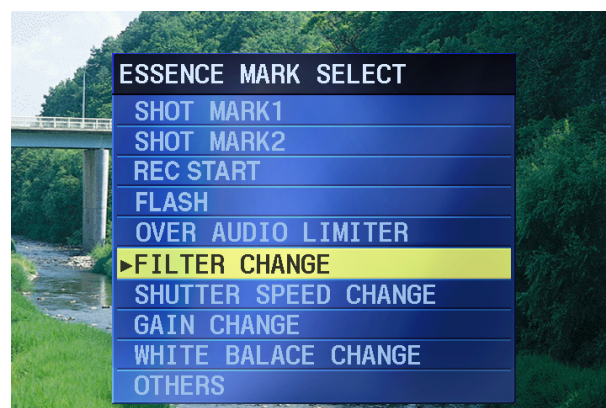 ESSENCE MARK SELECT
SHOT MARK1
SHOT MARK2
REC START
FLASH
OVER AUDIO LIMITER
▶FILTER CHANGE
SHUTTER SPEED CHANGE
GAIN CHANGE
WHITE BALACE CHANGE
OTHERS